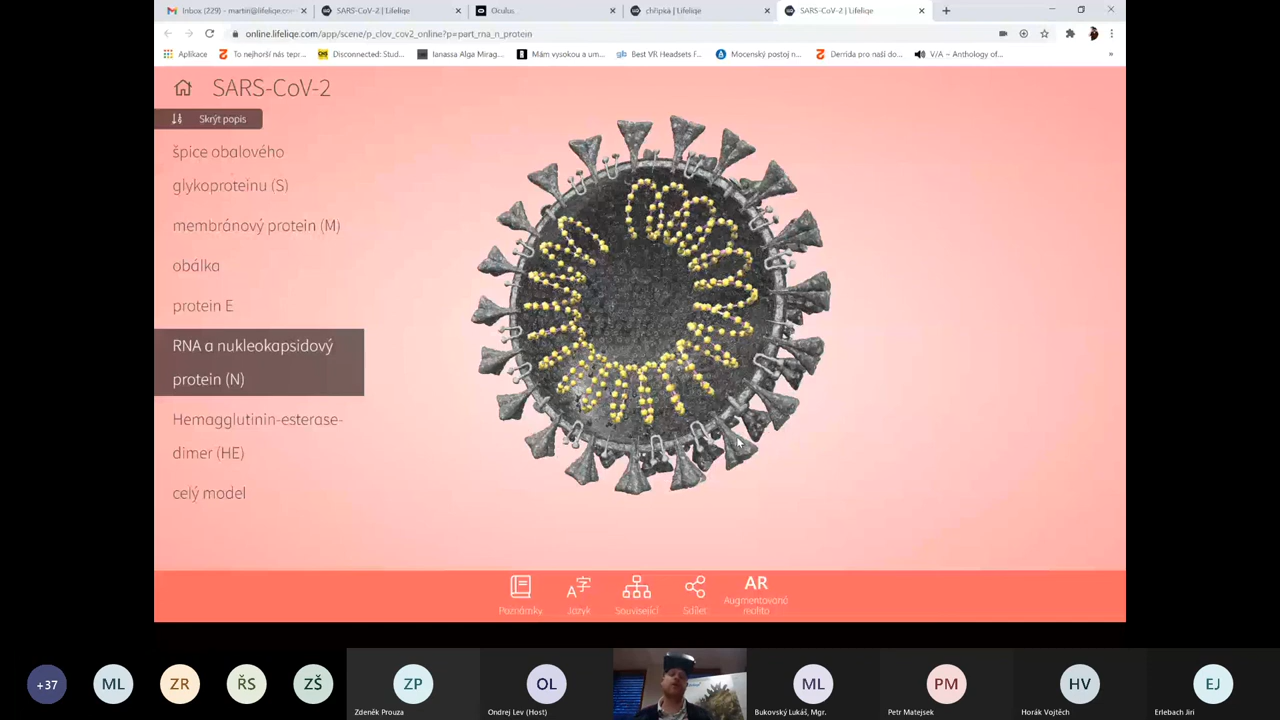 Inbox (229) - martin@lifeliqe.com
SARS-CoV-2 | Lifeliqe
Oculus
chřipka | Lifeliqe
SARS-CoV-2 | Lifeliqe
online.lifeliqe.com/app/scene/p_clov_cov2_online?p=part_rna_n_protein
Aplikace
To nejhorší nás tepr...
Disconnected: Stud...
Ianassa Alga Mirag...
Mám vysokou a um...
Best VR Headsets F...
Mocenský postoj n...
Derrida pro naší do...
V/A – Anthology of...
SARS-CoV-2
Skrýt popis
špice obalového
glykoproteinu (S)
membránový protein (M)
obálka
protein E
RNA a nukleokapsidový
protein (N)
Hemagglutinin-esterase-
dimer (HE)
celý model
Poznámky
Jazyk
Související
Sdílet
AR
Augmentovaná
realita
+37
ML
ZR
ŘS
ZŠ
ZP
OL
ML
PM
HV
EJ
Zdeněk Prouza
Ondrej Lev (Host)
Bukovský Lukáš, Mgr.
Petr Matejsek
Horák Vojtěch
Erlebach Jiri